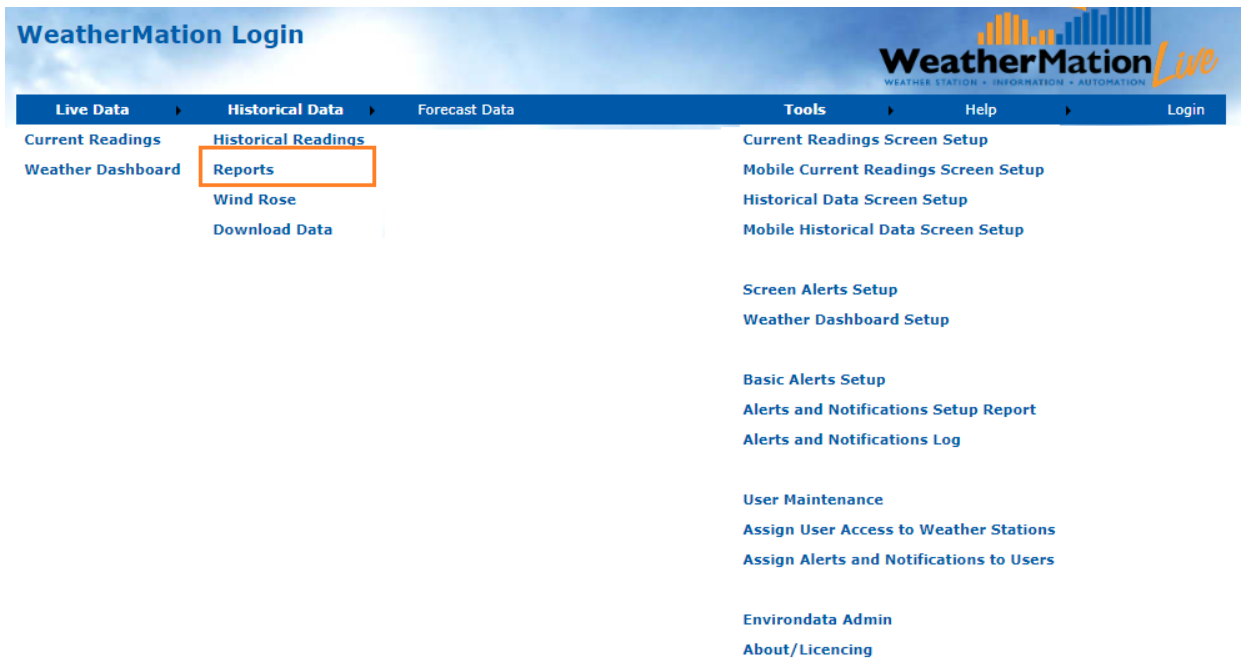 WeatherMation Login
WeatherMation Live
WEATHER STATION • INFORMATION • AUTOMATION
Live Data Historical Data Forecast Data Tools Help Login
Current Readings Historical Readings Current Readings Screen Setup
Weather Dashboard Reports Mobile Current Readings Screen Setup
Wind Rose Historical Data Screen Setup
Download Data Mobile Historical Data Screen Setup
Screen Alerts Setup
Weather Dashboard Setup
Basic Alerts Setup
Alerts and Notifications Setup Report
Alerts and Notifications Log
User Maintenance
Assign User Access to Weather Stations
Assign Alerts and Notifications to Users
Environdata Admin
About/Licencing